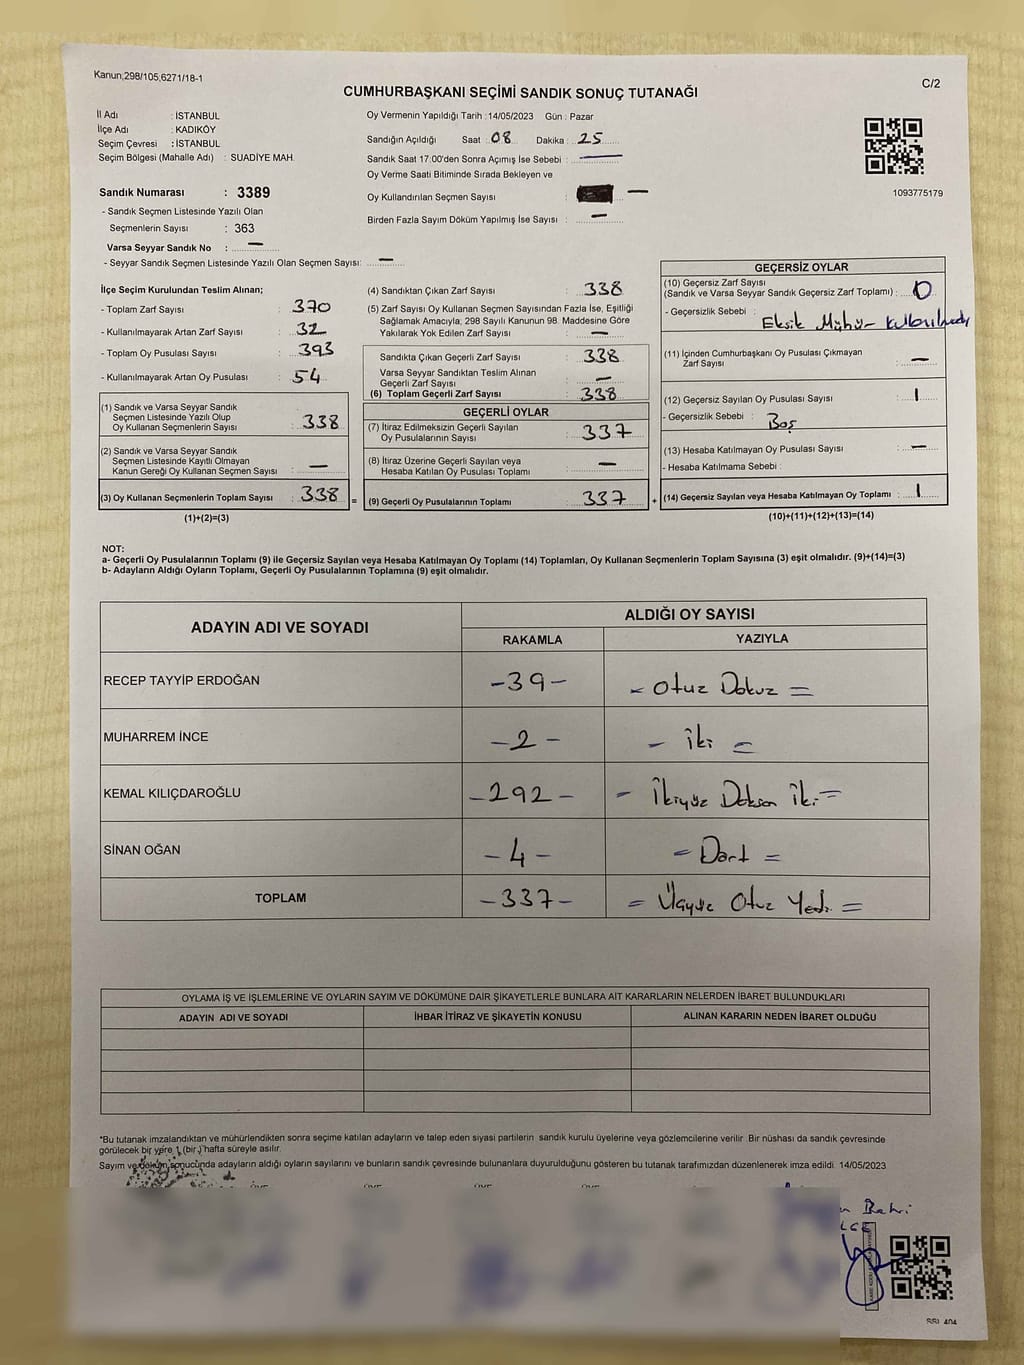 Kanun,298/105,6271/18-1
C/2
CUMHURBAŞKANI SEÇİMİ SANDIK SONUÇ TUTANAĞI
İl Adı : İSTANBUL
İlçe Adı : KADIKÖY
Seçim Çevresi : İSTANBUL
Seçim Bölgesi (Mahalle Adı) : SUADİYE MAH.
Sandık Numarası : 3389
- Sandık Seçmen Listesinde Yazılı Olan
Seçmenlerin Sayısı : 363
Varsa Seyyar Sandık No : —
- Seyyar Sandık Seçmen Listesinde Yazılı Olan Seçmen Sayısı: —
Oy Vermenin Yapıldığı Tarih :14/05/2023 Gün : Pazar
Sandığın Açıldığı Saat : 08 Dakika : 25
Sandık Saat 17:00'den Sonra Açımış İse Sebebi : —
Oy Verme Saati Bitiminde Sırada Bekleyen ve
Oy Kullandırılan Seçmen Sayısı : —
Birden Fazla Sayım Döküm Yapılmış İse Sayısı : —
1093775179
İlçe Seçim Kurulundan Teslim Alınan;
- Toplam Zarf Sayısı : 370
- Kullanılmayarak Artan Zarf Sayısı : 32
- Toplam Oy Pusulası Sayısı : 393
- Kullanılmayarak Artan Oy Pusulası : 54
(1) Sandık ve Varsa Seyyar Sandık
Seçmen Listesinde Yazılı Olup
Oy Kullanan Seçmenlerin Sayısı : 338
(2) Sandık ve Varsa Seyyar Sandık
Seçmen Listesinde Kayıtlı Olmayan
Kanun Gereği Oy Kullanan Seçmen Sayısı : —
(3) Oy Kullanan Seçmenlerin Toplam Sayısı : 338 =
(1)+(2)=(3)
(4) Sandıktan Çıkan Zarf Sayısı : 338
(5) Zarf Sayısı Oy Kullanan Seçmen Sayısından Fazla İse, Eşitliği
Sağlamak Amacıyla, 298 Sayılı Kanunun 98. Maddesine Göre
Yakılarak Yok Edilen Zarf Sayısı : —
Sandıkta Çıkan Geçerli Zarf Sayısı : 338
Varsa Seyyar Sandıktan Teslim Alınan
Geçerli Zarf Sayısı : —
(6) Toplam Geçerli Zarf Sayısı : 338
GEÇERLİ OYLAR
(7) İtiraz Edilmeksizin Geçerli Sayılan
Oy Pusulalarının Sayısı : 337
(8) İtiraz Üzerine Geçerli Sayılan veya
Hesaba Katılan Oy Pusulası Toplamı : —
(9) Geçerli Oy Pusulalarının Toplamı : 337 +
GEÇERSİZ OYLAR
(10) Geçersiz Zarf Sayısı
(Sandık ve Varsa Seyyar Sandık Geçersiz Zarf Toplamı) : 0
- Geçersizlik Sebebi : Eksik Mühür kullanılmadı
(11) İçinden Cumhurbaşkanı Oy Pusulası Çıkmayan
Zarf Sayısı : —
(12) Geçersiz Sayılan Oy Pusulası Sayısı : 1
- Geçersizlik Sebebi : Boş
(13) Hesaba Katılmayan Oy Pusulası Sayısı : —
- Hesaba Katılmama Sebebi :
(14) Geçersiz Sayılan veya Hesaba Katılmayan Oy Toplamı : 1
(10)+(11)+(12)+(13)=(14)
NOT:
a- Geçerli Oy Pusulalarının Toplamı (9) ile Geçersiz Sayılan veya Hesaba Katılmayan Oy Toplamı (14) Toplamları, Oy Kullanan Seçmenlerin Toplam Sayısına (3) eşit olmalıdır. (9)+(14)=(3)
b- Adayların Aldığı Oyların Toplamı, Geçerli Oy Pusulalarının Toplamına (9) eşit olmalıdır.
ADAYIN ADI VE SOYADI
ALDIĞI OY SAYISI
RAKAMLA YAZIYLA
RECEP TAYYİP ERDOĞAN -39- - Otuz Dokuz =
MUHARREM İNCE -2- - iki =
KEMAL KILIÇDAROĞLU -292- - İkiyüz Doksan İki =
SİNAN OĞAN -4- = Dört =
TOPLAM -337- = Üçyüz Otuz Yedi =
OYLAMA İŞ VE İŞLEMLERİNE VE OYLARIN SAYIM VE DÖKÜMÜNE DAİR ŞİKAYETLERLE BUNLARA AİT KARARLARIN NELERDEN İBARET BULUNDUKLARI
ADAYIN ADI VE SOYADI İHBAR İTİRAZ VE ŞİKAYETİN KONUSU ALINAN KARARIN NEDEN İBARET OLDUĞU
*Bu tutanak imzalandıktan ve mühürlendikten sonra seçime katılan adayların ve talep eden siyasi partilerin sandık kurulu üyelerine veya gözlemcilerine verilir. Bir nüshası da sandık çevresinde
görülecek bir yere 1 (bir) hafta süreyle asılır.
Sayım ve döküm sonucunda adayların aldığı oyların sayılarını ve bunların sandık çevresinde bulunanlara duyurulduğunu gösteren bu tutanak tarafımızdan düzenlenerek imza edildi. 14/05/2023
Bahri